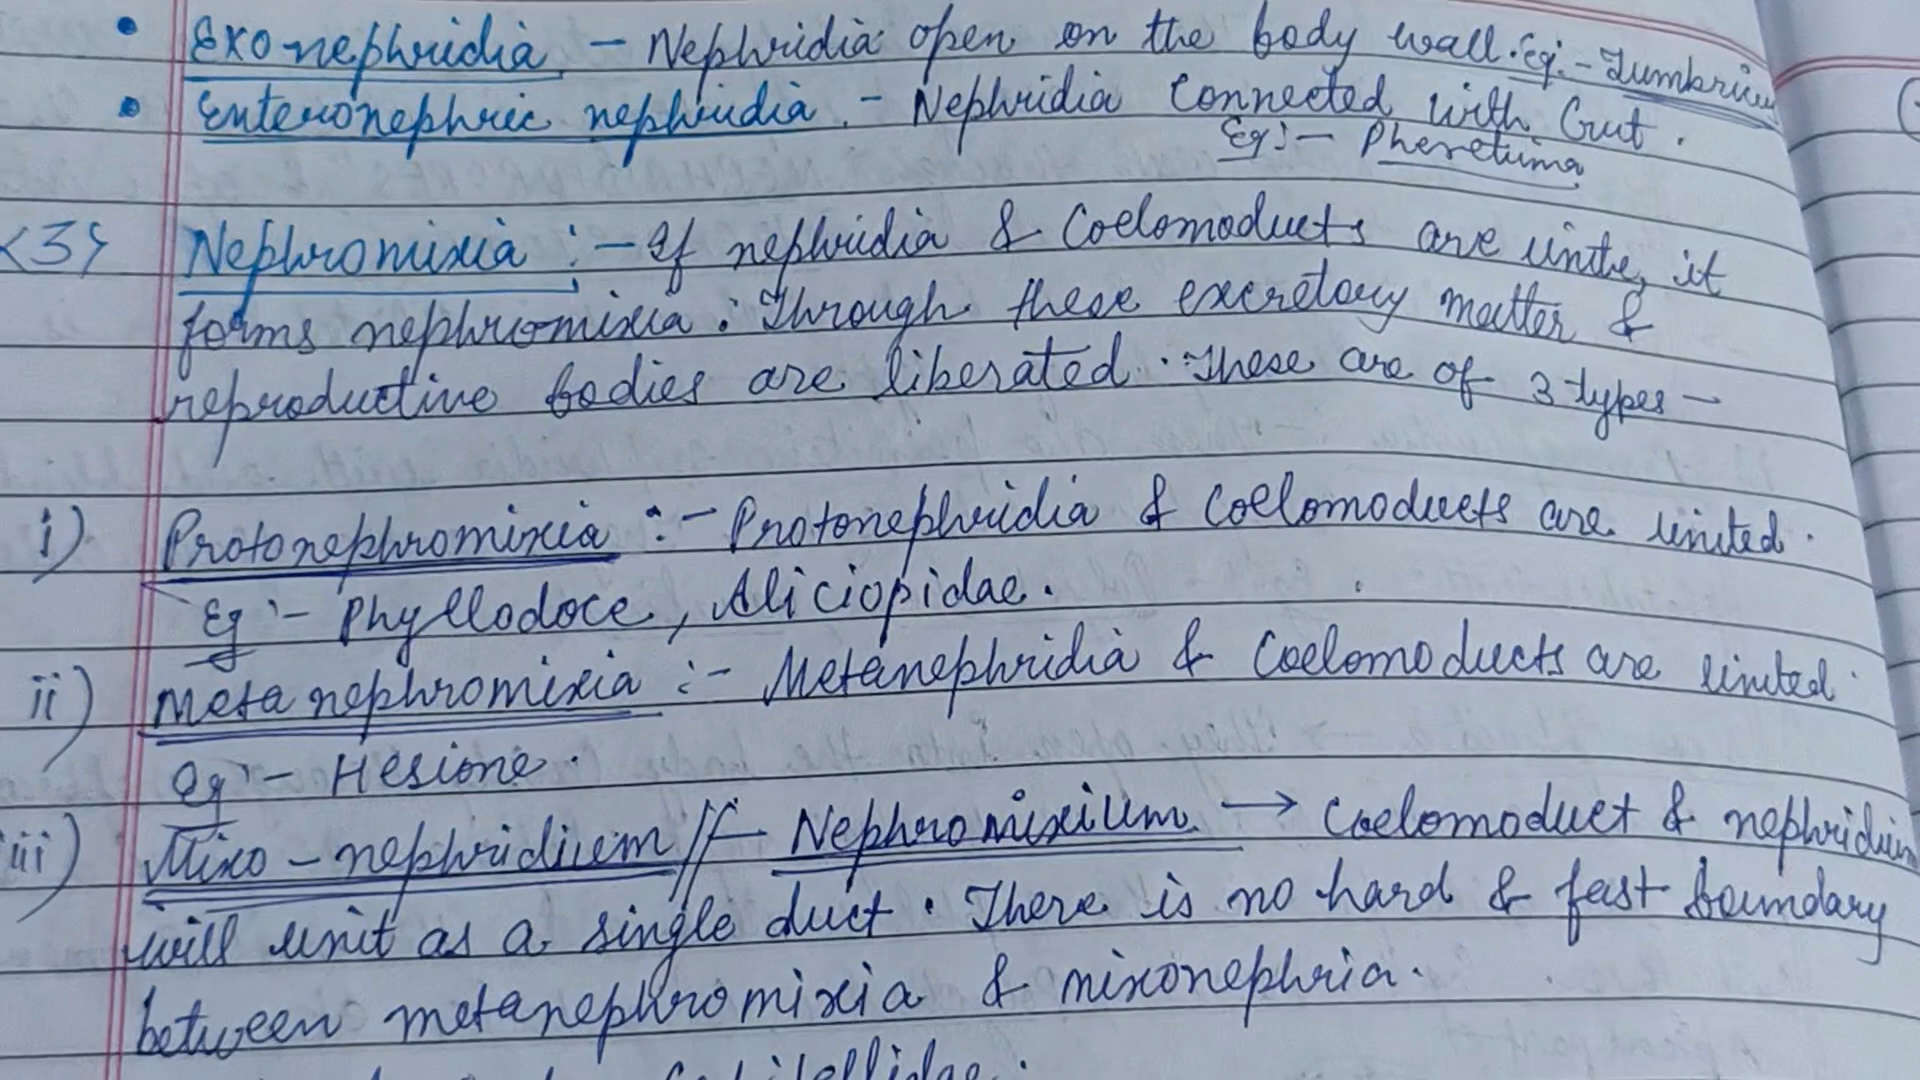 • Exonephridia - Nephridia open on the body wall. Eg:- Lumbricus
• Enteronephric nephridia - Nephridia Connected with Gut.
Eg:- Pheretima
<3> Nephromixia :- If nephridia & Coelomoducts are unite, it
forms nephromixia. Through these excretory matter &
reproductive bodies are liberated. These are of 3 types -
i) Protonephromixia :- Protonephridia & Coelomoducts are united.
Eg:- Phyllodoce, Aliciopidae.
ii) Metanephromixia :- Metanephridia & Coelomoducts are united.
Eg:- Hesione.
iii) Mixo-nephridium // Nephromixium → Coelomoduct & nephridium
will unit as a single duct. There is no hard & fast boundary
between metanephromixia & mixonephria.